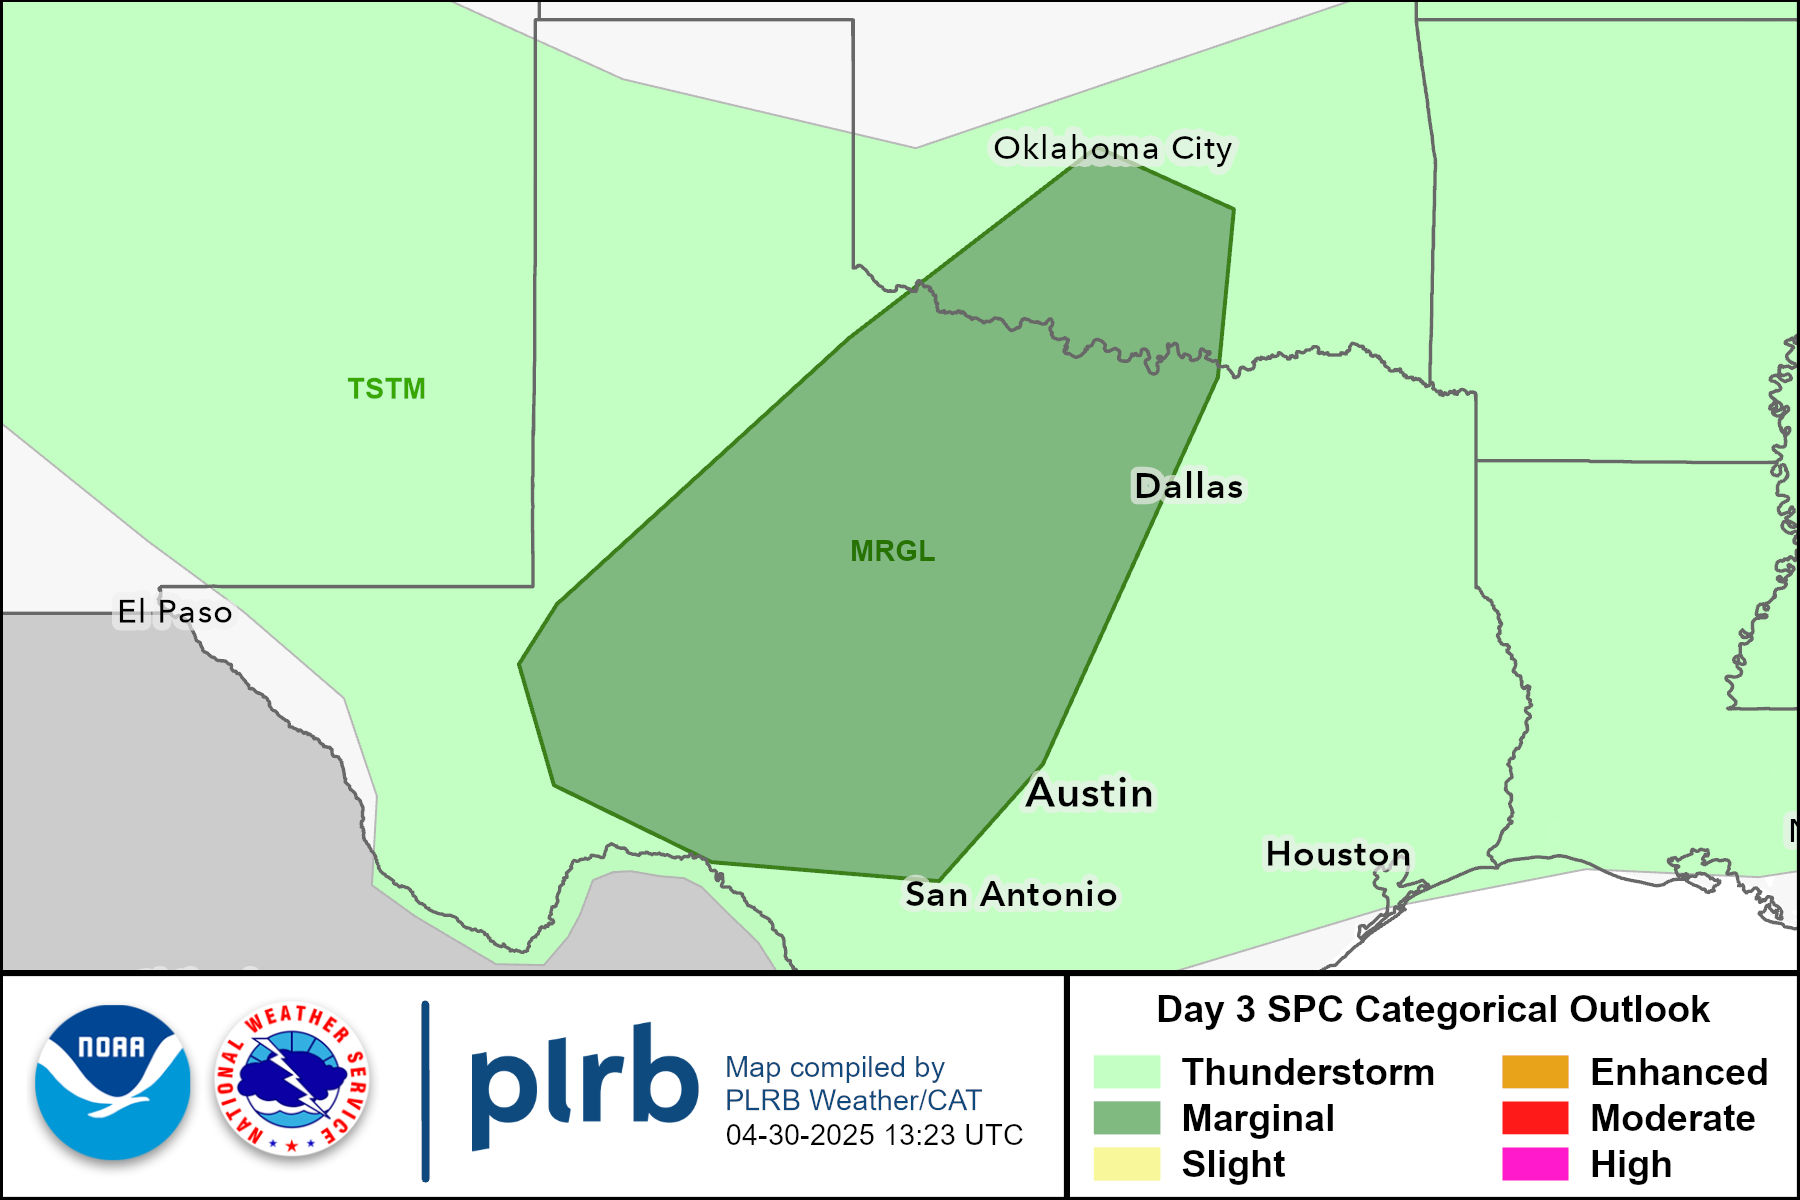 Oklahoma City
TSTM
Dallas
MRGL
El Paso
Austin
Houston
San Antonio
NOAA
NATIONAL WEATHER SERVICE
plrb
Map compiled by
PLRB Weather/CAT
04-30-2025 13:23 UTC
Day 3 SPC Categorical Outlook
Thunderstorm
Marginal
Slight
Enhanced
Moderate
High